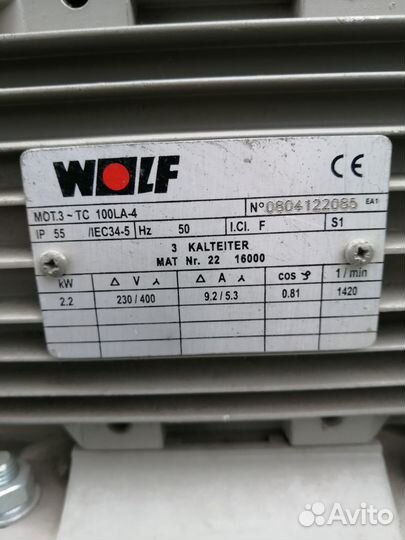 WOLF
CE
MOT.3~TC 100LA-4 N° 0804122085 EA1
IP 55 /IEC34-5 Hz 50 I.Cl. F S1
3 KALTEITER
MAT Nr. 22 16000
kW Δ V ⅄ Δ A ⅄ cos φ 1 / min
2.2 230 / 400 9.2 / 5.3 0.81 1420
Avito